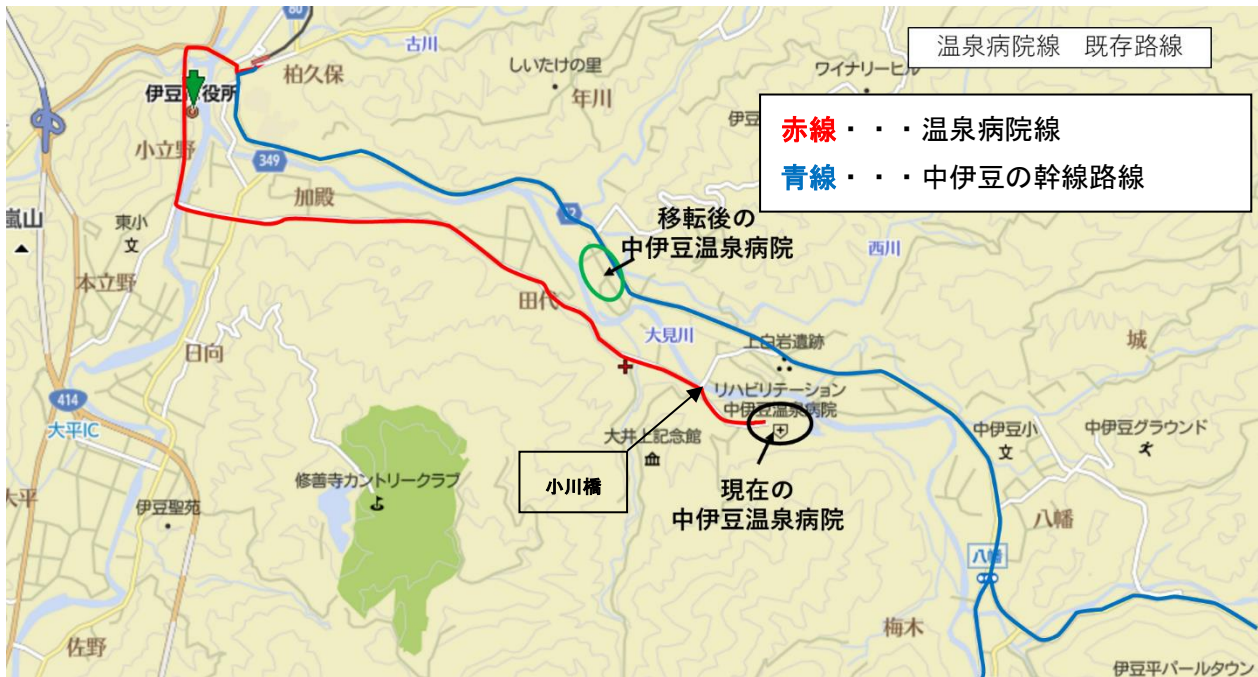 温泉病院線　既存路線
赤線・・・温泉病院線
青線・・・中伊豆の幹線路線
80
古川
柏久保
しいたけの里
年川
ワイナリーヒル
伊豆市役所
小立野
349
加殿
嵐山
東小
文
本立野
移転後の
中伊豆温泉病院
西川
田代
大見川
日向
上白岩遺跡
城
414
大平IC
リハビリテーション
中伊豆温泉病院
大井上記念館
中伊豆小
文
中伊豆グラウンド
修善寺カントリークラブ
小川橋
現在の
中伊豆温泉病院
大平
伊豆聖苑
八幡
八幡
梅木
佐野
伊豆平パールタウン